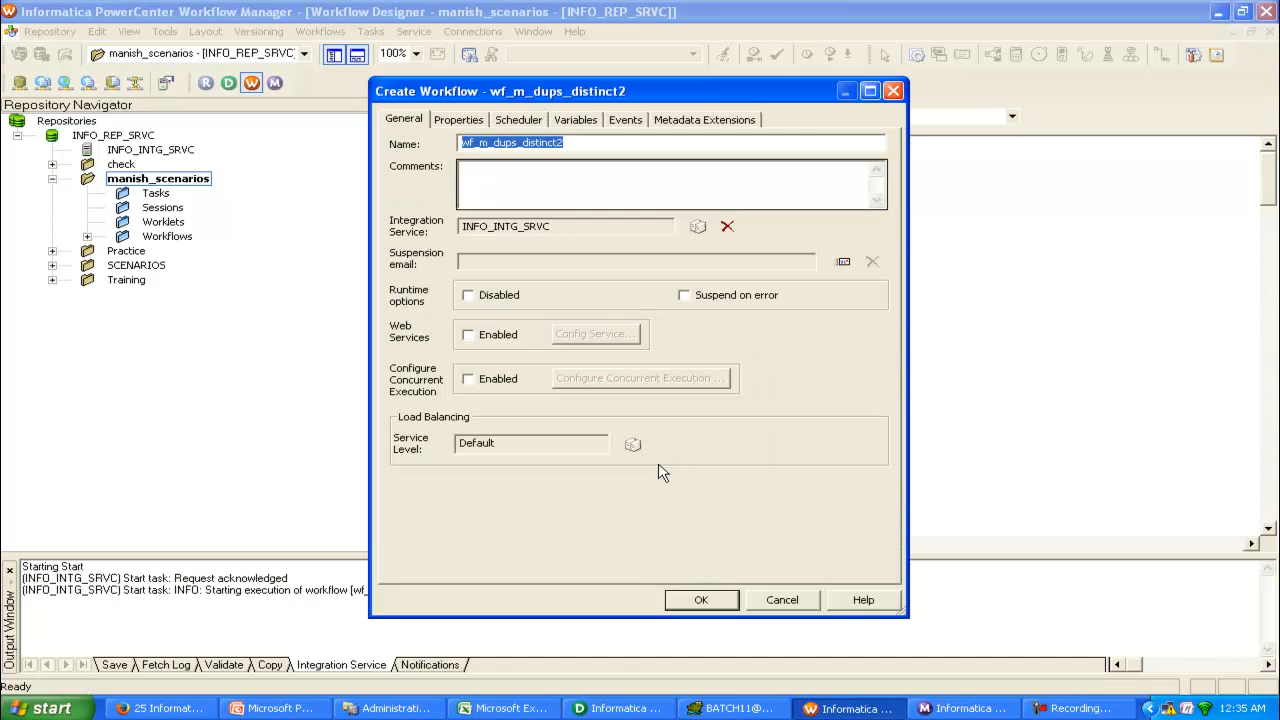 Informatica PowerCenter Workflow Manager - [Workflow Designer - manish_scenarios - [INFO_REP_SRVC]]
Repository Edit View Tools Layout Versioning Workflows Tasks Service Connections Window Help
manish_scenarios - [INFO_REP_SRVC] 100%
R D W M
Repository Navigator
Repositories
INFO_REP_SRVC
INFO_INTG_SRVC
check
manish_scenarios
Tasks
Sessions
Worklets
Workflows
Practice
SCENARIOS
Training
Create Workflow - wf_m_dups_distinct2
General Properties Scheduler Variables Events Metadata Extensions
Name: wf_m_dups_distinct2
Comments:
Integration Service: INFO_INTG_SRVC
Suspension email:
Runtime options Disabled Suspend on error
Web Services Enabled Config Service...
Configure Concurrent Execution Enabled Configure Concurrent Execution ...
Load Balancing
Service Level: Default
OK Cancel Help
Output Window
Starting Start
(INFO_INTG_SRVC) Start task: Request acknowledged
(INFO_INTG_SRVC) Start task: INFO: Starting execution of workflow [wf_
Save Fetch Log Validate Copy Integration Service Notifications
Ready
start 25 Informat... Microsoft P... Administrati... Microsoft Ex... Informatica ... BATCH11@... Informatica ... Informatica ... Recording... 12:35 AM